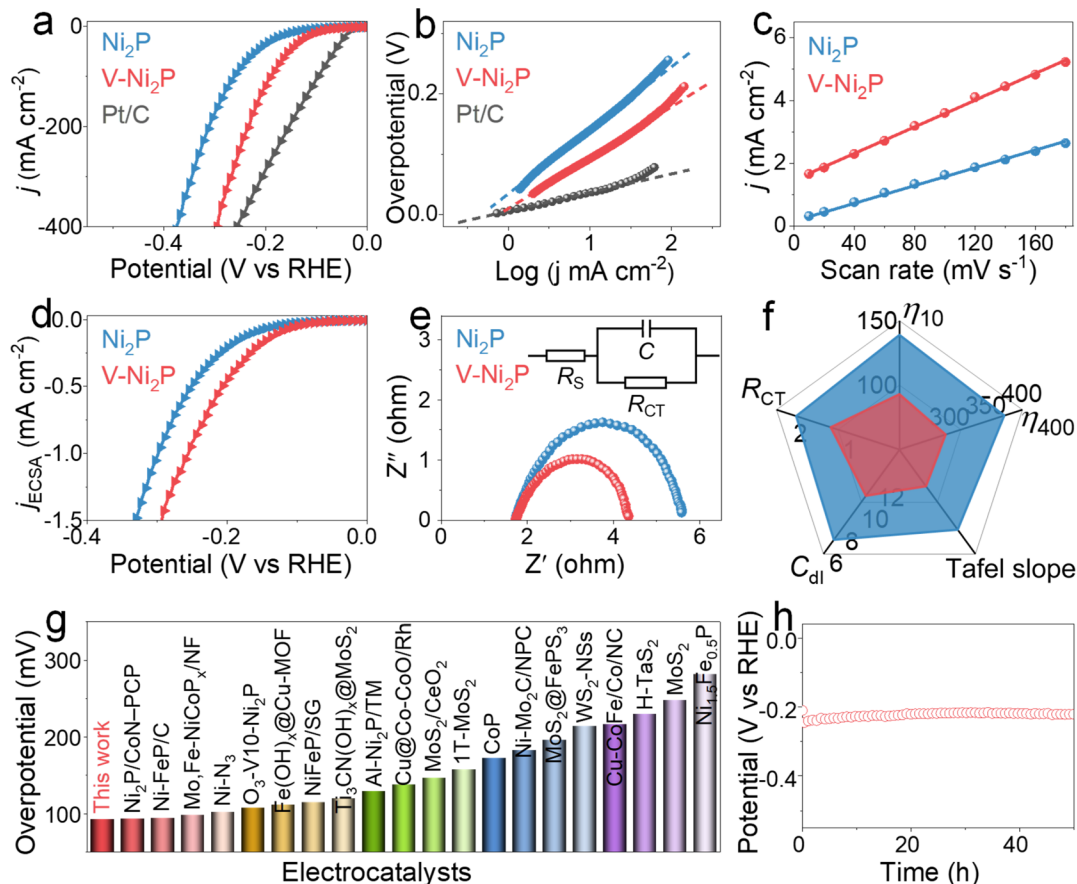 a
0
-200
-400
j (mA cm⁻²)
Ni₂P
V-Ni₂P
Pt/C
-0.4
-0.2
0.0
Potential (V vs RHE)
b
0.2
0.0
Overpotential (V)
Ni₂P
V-Ni₂P
Pt/C
0
1
2
Log (j mA cm⁻²)
c
8
6
4
2
0
j (mA cm⁻²)
Ni₂P
V-Ni₂P
0
40
80
120
160
Scan rate (mV s⁻¹)
d
0.0
-0.5
-1.0
-1.5
jECSA (mA cm⁻²)
Ni₂P
V-Ni₂P
-0.4
-0.2
0.0
Potential (V vs RHE)
e
3
2
1
0
Z″ (ohm)
Ni₂P
V-Ni₂P
RS
C
RCT
0
2
4
6
Z′ (ohm)
f
150
100
η10
400
350
300
η400
RCT
2
1
12
10
8
6
Cdl
Tafel slope
g
350
300
250
200
150
100
Overpotential (mV)
This work
Ni₂P/CoN–PCP
Ni-FeP/C
Mo,Fe-NiCoPₓ/NF
Ni-N₃
O₃-V10-Ni₂P
Fe(OH)ₓ@Cu-MOF
NiFeP/SG
Ti₃CN(OH)ₓ@MoS₂
Al-Ni₂P/TM
Cu@Co-CoO/Rh
MoS₂/CeO₂
1T-MoS₂
CoP
Ni-Mo₂C/NPC
MoS₂@FePS₃
WS₂-NSs
Cu-CoFe/Co/NC
H-TaS₂
MoS₂
Ni₁.₅Fe₀.₅P
Electrocatalysts
h
0.0
-0.2
-0.4
-0.6
Potential (V vs RHE)
0
20
40
Time (h)